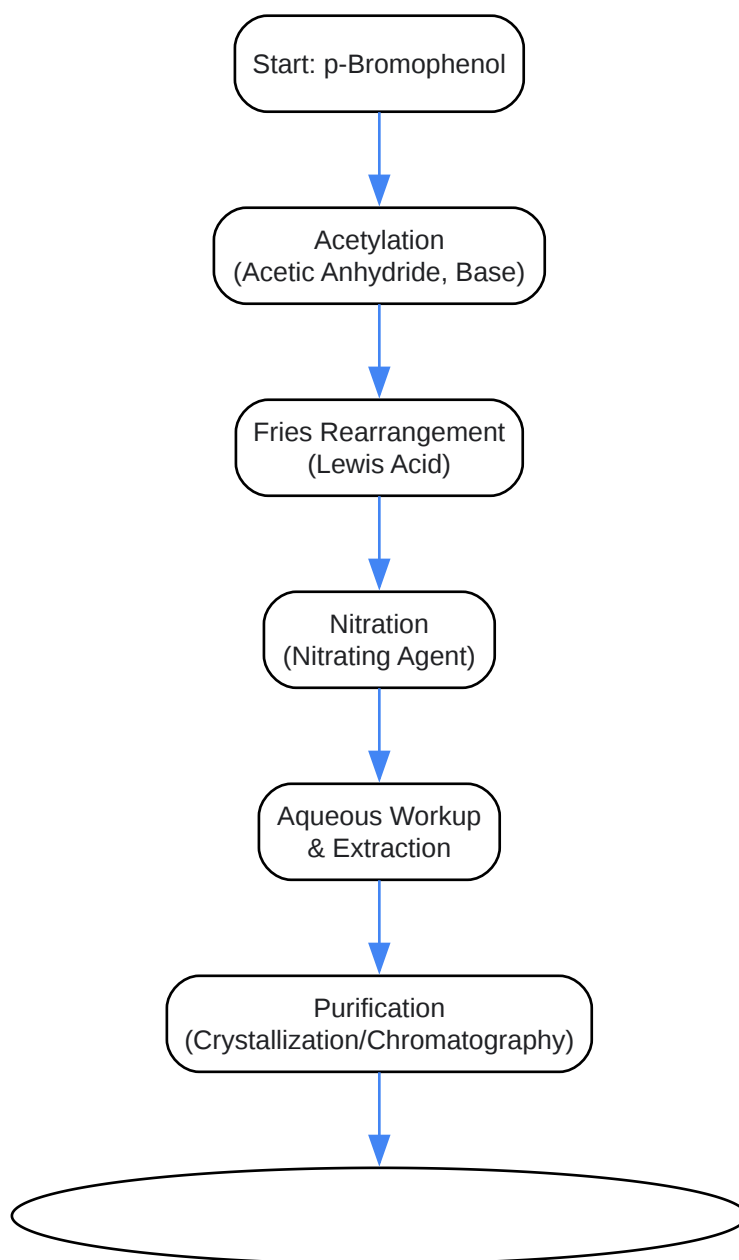 Start: p-Bromophenol
Acetylation
(Acetic Anhydride, Base)
Fries Rearrangement
(Lewis Acid)
Nitration
(Nitrating Agent)
Aqueous Workup
& Extraction
Purification
(Crystallization/Chromatography)